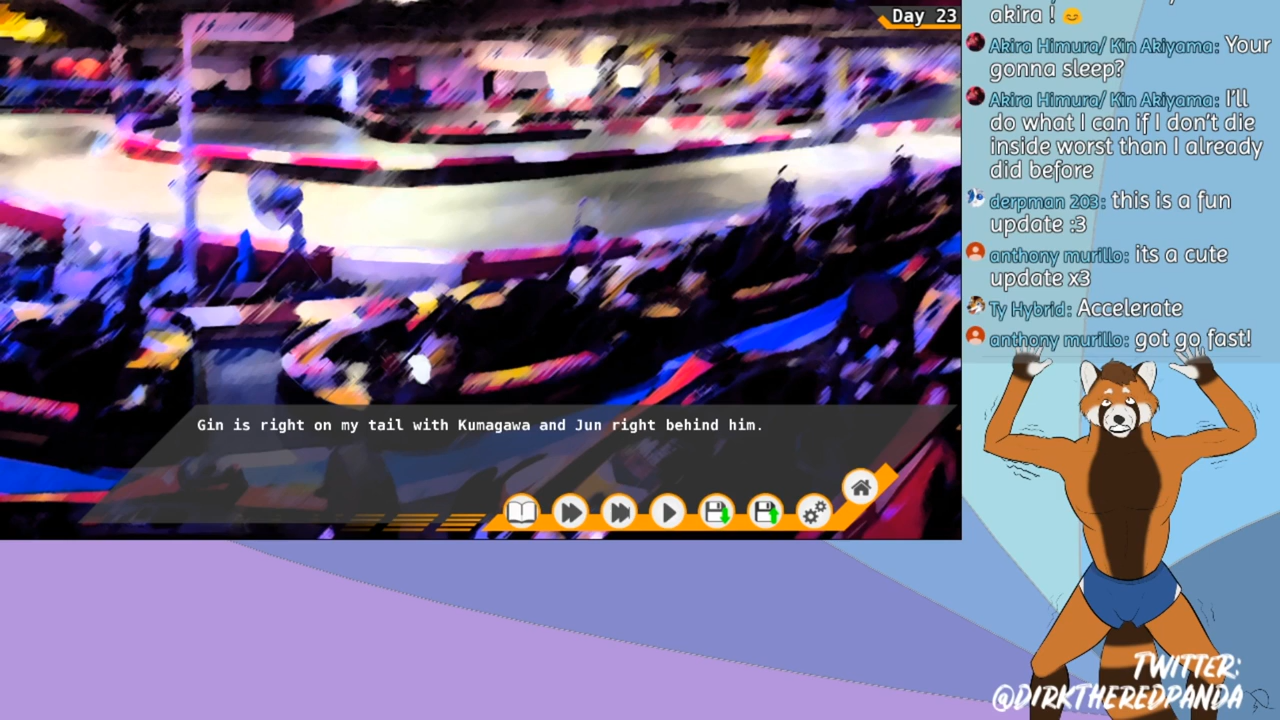 Day 23
Gin is right on my tail with Kumagawa and Jun right behind him.
akira ! 😊
Akira Himura/ Kin Akiyama: Your
gonna sleep?
Akira Himura/ Kin Akiyama: I'll
do what I can if I don't die
inside worst than I already
did before
derpman 203: this is a fun
update :3
anthony murillo: its a cute
update x3
Ty Hybrid: Accelerate
anthony murillo: got go fast!
TWITTER:
@DIRKTHEREDPANDA